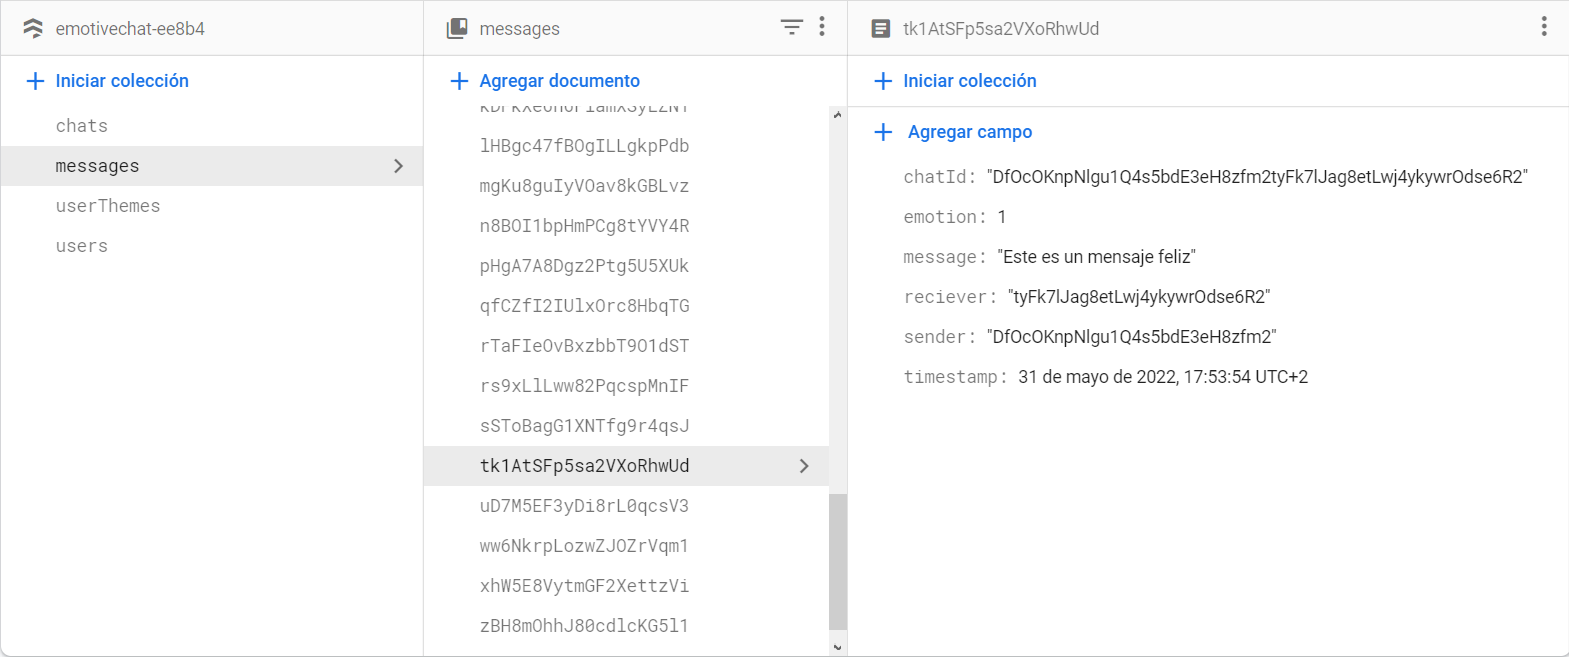 emotivechat-ee8b4
Iniciar colección
chats
messages
userThemes
users
messages
Agregar documento
lHBgc47fBOgILLgkpPdb
mgKu8guIyVOav8kGBLvz
n8BOI1bpHmPCg8tYVY4R
pHgA7A8Dgz2Ptg5U5XUk
qfCZfI2IUlxOrc8HbqTG
rTaFIeOvBxzbbT9O1dST
rs9xLlLww82PqcspMnIF
sSToBagG1XNTfg9r4qsJ
tk1AtSFp5sa2VXoRhwUd
uD7M5EF3yDi8rL0qcsV3
ww6NkrpLozwZJOZrVqm1
xhW5E8VytmGF2XettzVi
zBH8mOhhJ80cdlcKG5l1
tk1AtSFp5sa2VXoRhwUd
Iniciar colección
Agregar campo
chatId: "DfOcOKnpNlgu1Q4s5bdE3eH8zfm2tyFk7lJag8etLwj4ykywrOdse6R2"
emotion: 1
message: "Este es un mensaje feliz"
reciever: "tyFk7lJag8etLwj4ykywrOdse6R2"
sender: "DfOcOKnpNlgu1Q4s5bdE3eH8zfm2"
timestamp: 31 de mayo de 2022, 17:53:54 UTC+2